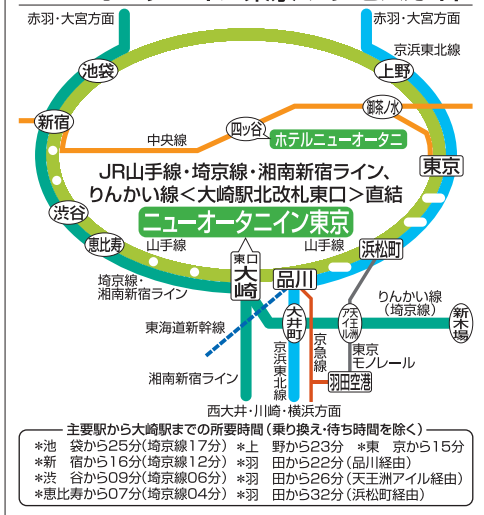 赤羽・大宮方面
赤羽・大宮方面
京浜東北線
池袋
上野
新宿
御茶ノ水
四ッ谷
中央線
ホテルニューオータニ
東京
JR山手線・埼京線・湘南新宿ライン、
りんかい線<大崎駅北改札東口>直結
渋谷
ニューオータニイン東京
恵比寿
山手線
山手線
浜松町
東口
大崎
品川
埼京線・
湘南新宿ライン
りんかい線
(埼京線)
大井町
天王洲アイル
新木場
東海道新幹線
京急線
京浜東北線
東京
モノレール
湘南新宿ライン
羽田空港
西大井・川崎・横浜方面
主要駅から大崎駅までの所要時間(乗り換え・待ち時間を除く)
*池 袋から25分(埼京線17分) *上 野から23分 *東 京から15分
*新 宿から16分(埼京線12分) *羽 田から22分(品川経由)
*渋 谷から09分(埼京線06分) *羽 田から26分(天王洲アイル経由)
*恵比寿から07分(埼京線04分) *羽 田から32分(浜松町経由)